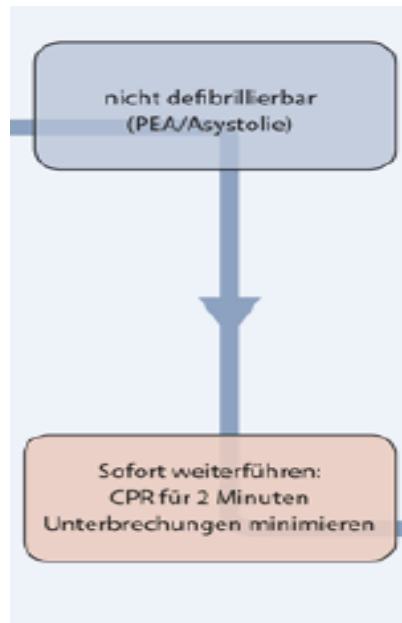 nicht defibrillierbar
(PEA/Asystolie)
Sofort weiterführen:
CPR für 2 Minuten
Unterbrechungen minimieren